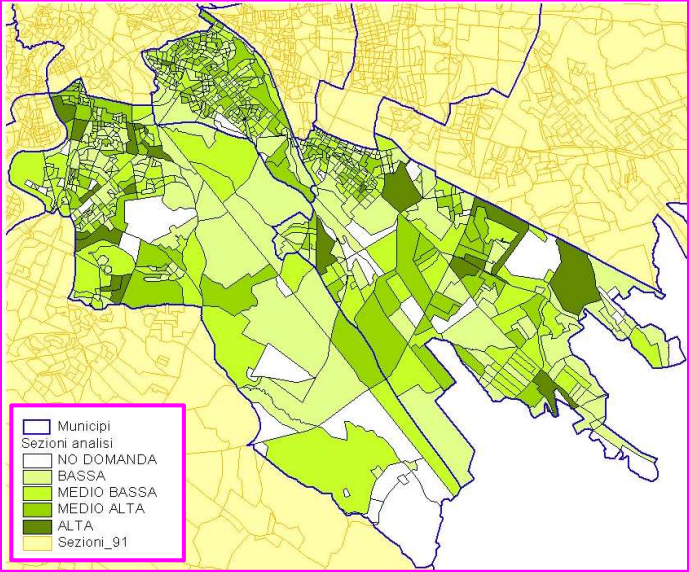 Municipi
Sezioni analisi
NO DOMANDA
BASSA
MEDIO BASSA
MEDIO ALTA
ALTA
Sezioni_91